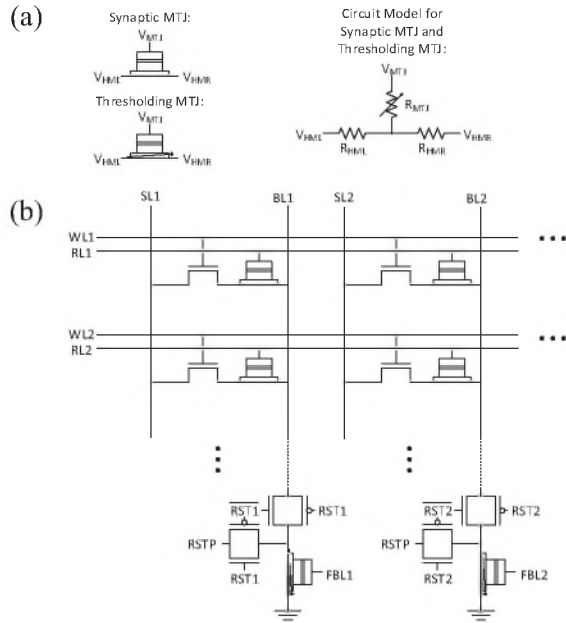 (a)
Synaptic MTJ:
V_MTJ
V_HML V_HMR
Thresholding MTJ:
V_MTJ
V_HML V_HMR
Circuit Model for
Synaptic MTJ and
Thresholding MTJ:
V_MTJ
R_MTJ
V_HML V_HMR
R_HML R_HMR
(b)
SL1 BL1 SL2 BL2
WL1
RL1
WL2
RL2
RST1 RST1 RST2 RST2
RSTP RSTP
FBL1 FBL2
RST1 RST2